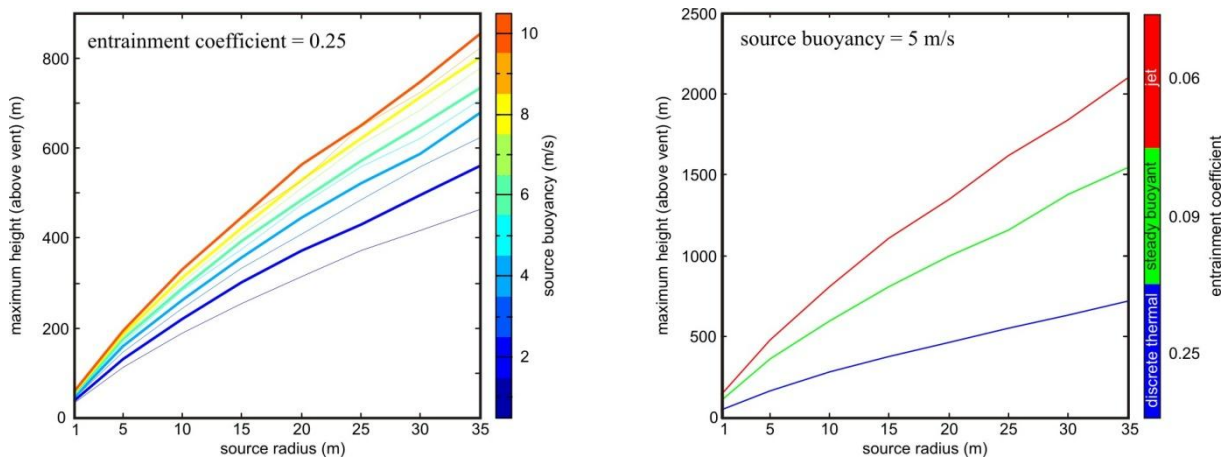 entrainment coefficient = 0.25
maximum height (above vent) (m)
800
600
400
200
0
1 5 10 15 20 25 30 35
source radius (m)
10
8
6
4
2
source buoyancy (m/s)
source buoyancy = 5 m/s
maximum height (above vent) (m)
2500
2000
1500
1000
500
0
1 5 10 15 20 25 30 35
source radius (m)
jet
steady buoyant
discrete thermal
0.06
0.09
0.25
entrainment coefficient